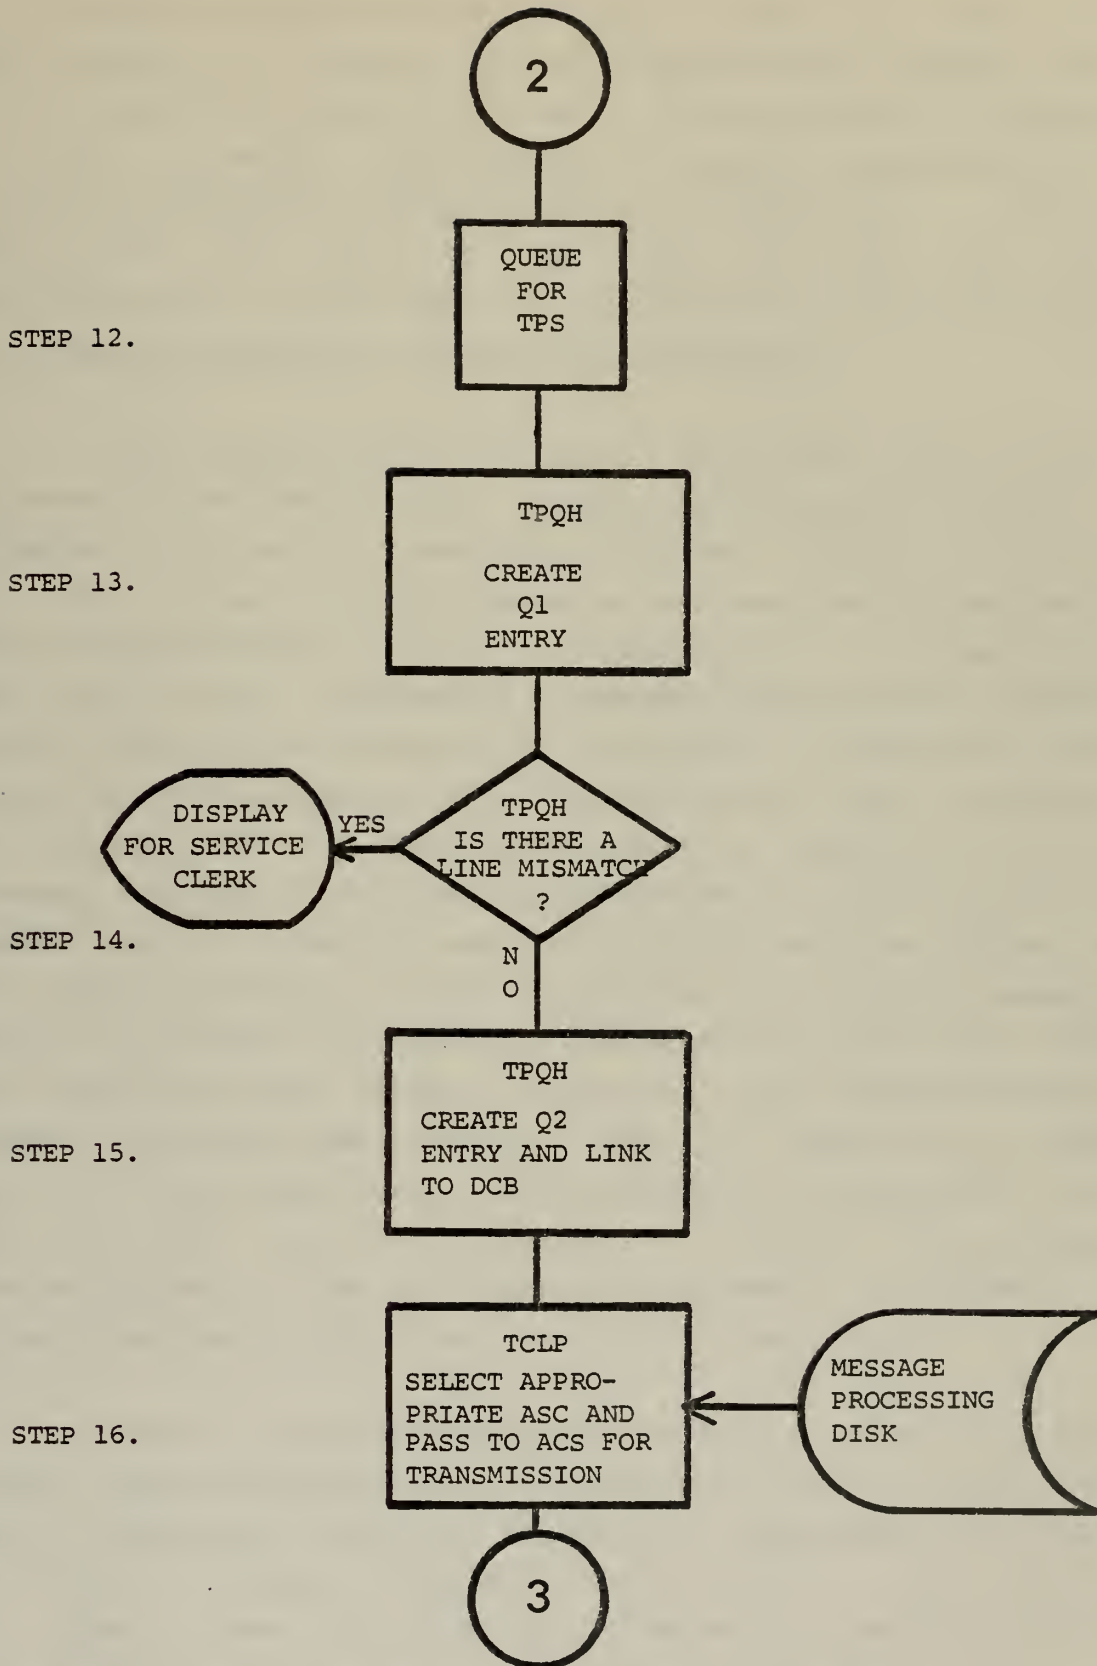 2
QUEUE
FOR
TPS
STEP 12.
TPQH
CREATE
Q1
ENTRY
STEP 13.
TPQH
IS THERE A
LINE MISMATCH
?
YES
DISPLAY
FOR SERVICE
CLERK
STEP 14.
N
O
TPQH
CREATE Q2
ENTRY AND LINK
TO DCB
STEP 15.
TCLP
SELECT APPRO-
PRIATE ASC AND
PASS TO ACS FOR
TRANSMISSION
MESSAGE
PROCESSING
DISK
STEP 16.
3